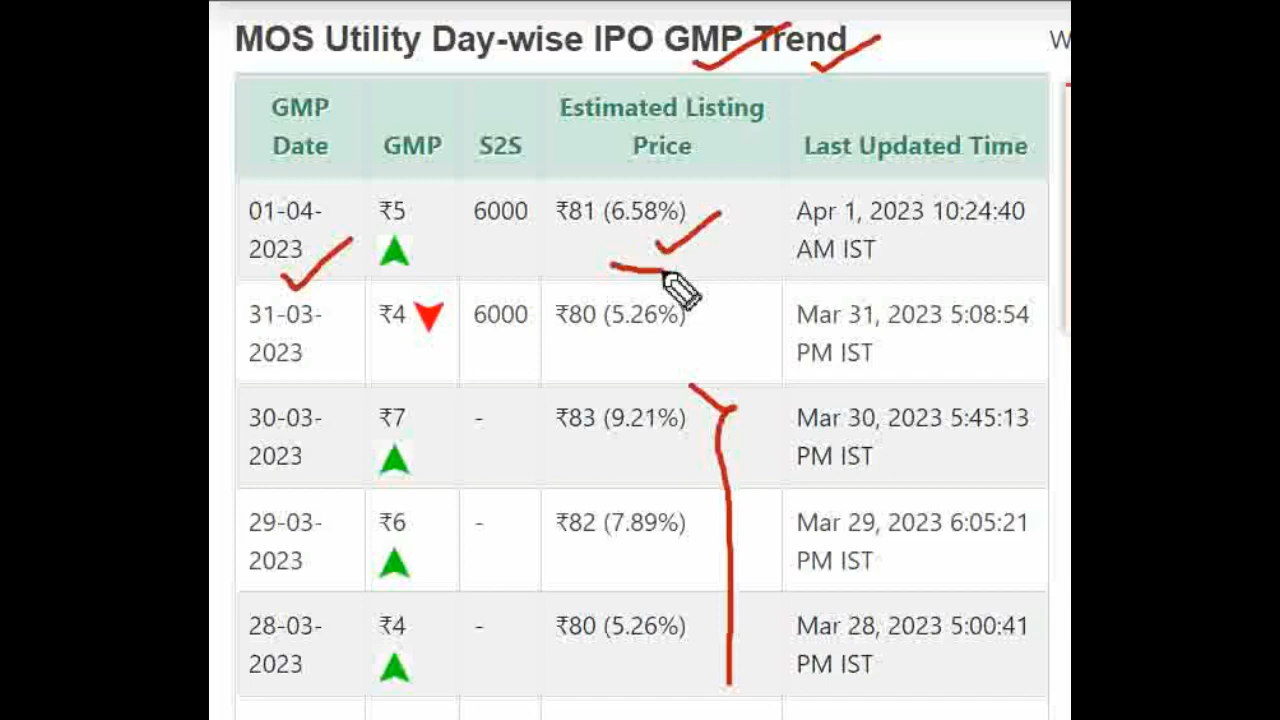 MOS Utility Day-wise IPO GMP Trend
W
GMP Date GMP S2S Estimated Listing Price Last Updated Time
01-04-2023 ₹5 6000 ₹81 (6.58%) Apr 1, 2023 10:24:40 AM IST
31-03-2023 ₹4 6000 ₹80 (5.26%) Mar 31, 2023 5:08:54 PM IST
30-03-2023 ₹7 - ₹83 (9.21%) Mar 30, 2023 5:45:13 PM IST
29-03-2023 ₹6 - ₹82 (7.89%) Mar 29, 2023 6:05:21 PM IST
28-03-2023 ₹4 - ₹80 (5.26%) Mar 28, 2023 5:00:41 PM IST